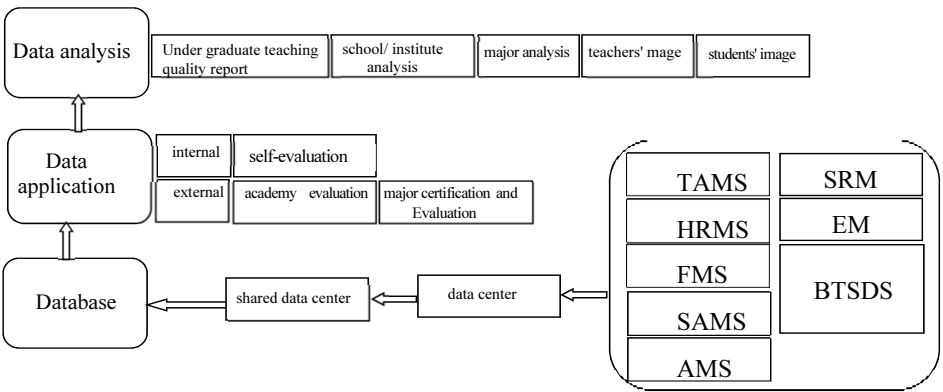 Data analysis
Under graduate teaching
quality report
school/ institute
analysis
major analysis
teachers' mage
students' image
Data
application
internal
self-evaluation
external
academy evaluation
major certification and
Evaluation
Database
shared data center
data center
TAMS
HRMS
FMS
SAMS
AMS
SRM
EM
BTSDS